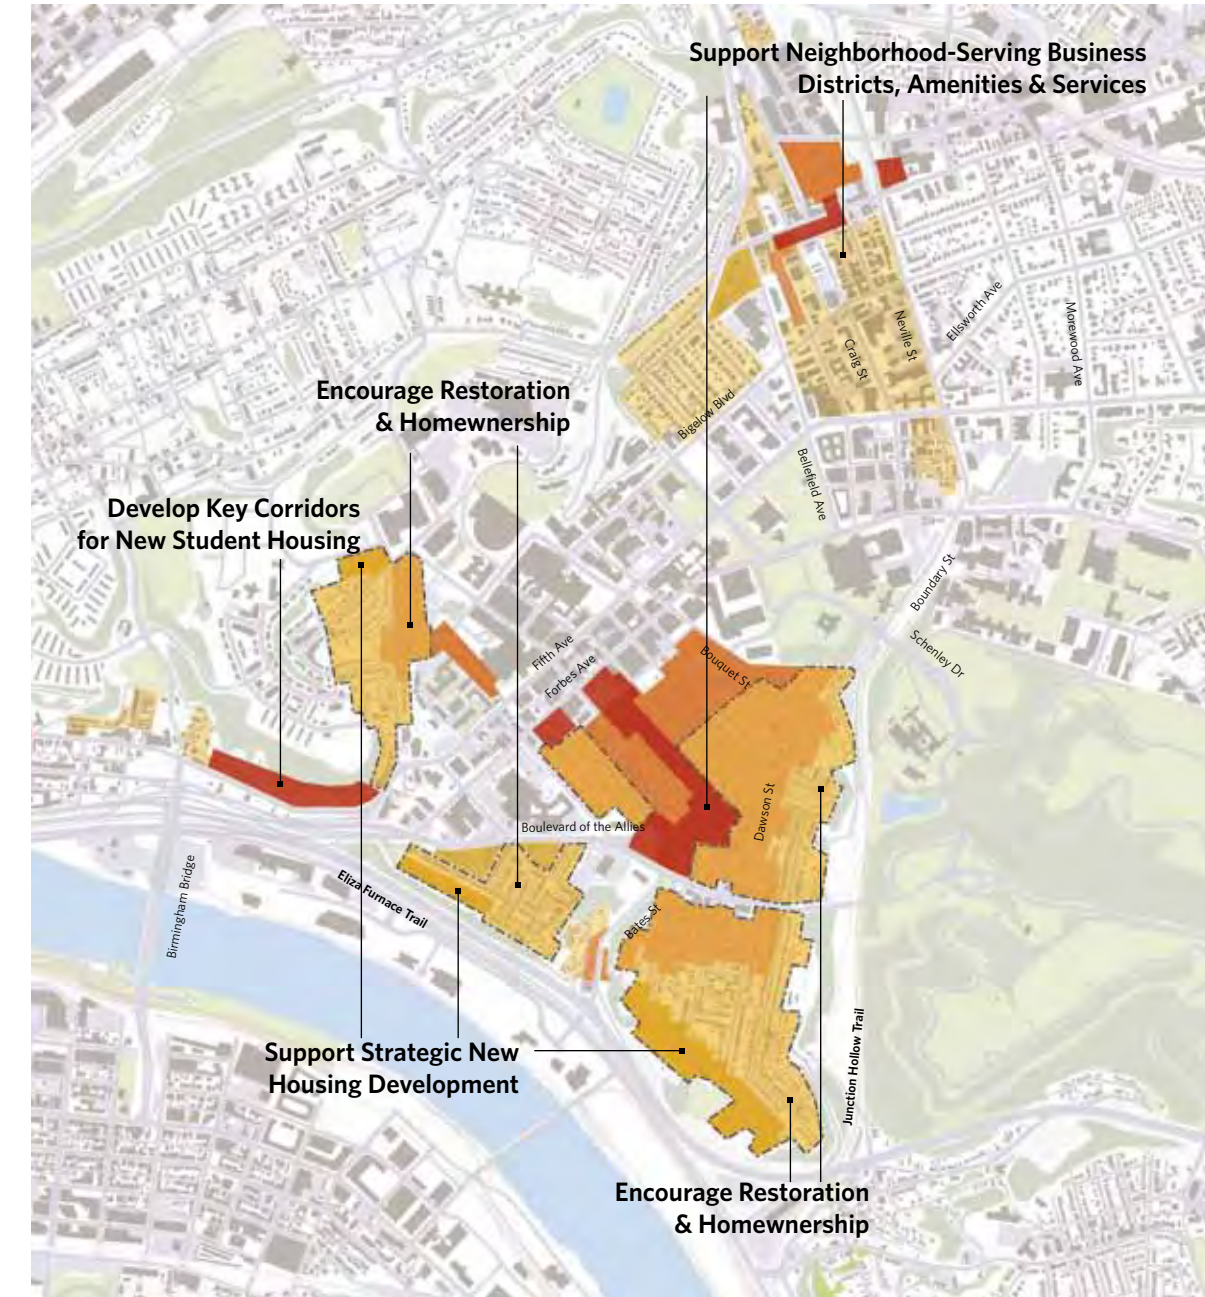 Support Neighborhood-Serving Business
Districts, Amenities & Services
Ellsworth Ave
Morewood Ave
Neville St
Craig St
Encourage Restoration
& Homewnership
Bigelow Blvd
Bellefield Ave
Develop Key Corridors
for New Student Housing
Boundary St
Schenley Dr
Fifth Ave
Forbes Ave
Bouquet St
Dawson St
Boulevard of the Allies
Birmingham Bridge
Eliza Furnace Trail
Bates St
Junction Hollow Trail
Support Strategic New
Housing Development
Encourage Restoration
& Homewnership